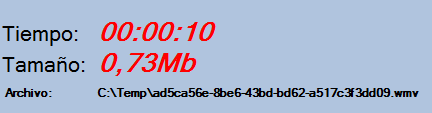 Tiempo: 00:00:10
Tamaño: 0,73Mb
Archivo: C:\Temp\ad5ca56e-8be6-43bd-bd62-a517c3f3dd09.wmv